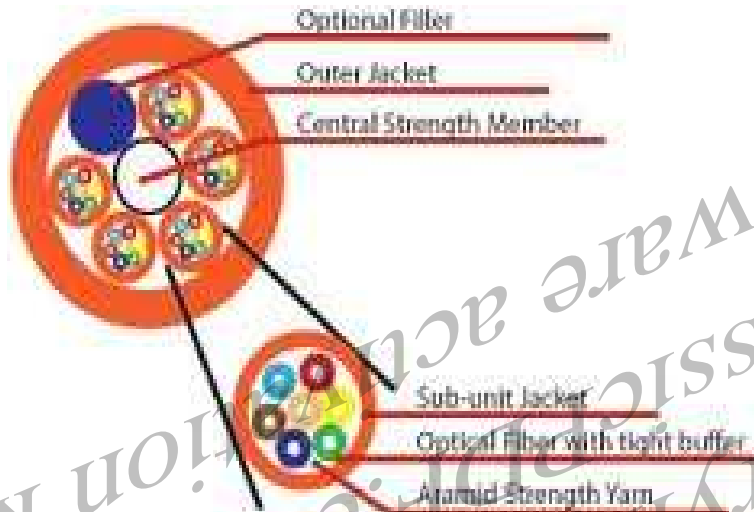 Optional Filler
Outer Jacket
Central Strength Member
Sub-unit Jacket
Optical Fiber with tight buffer
Aramid Strength Yarn